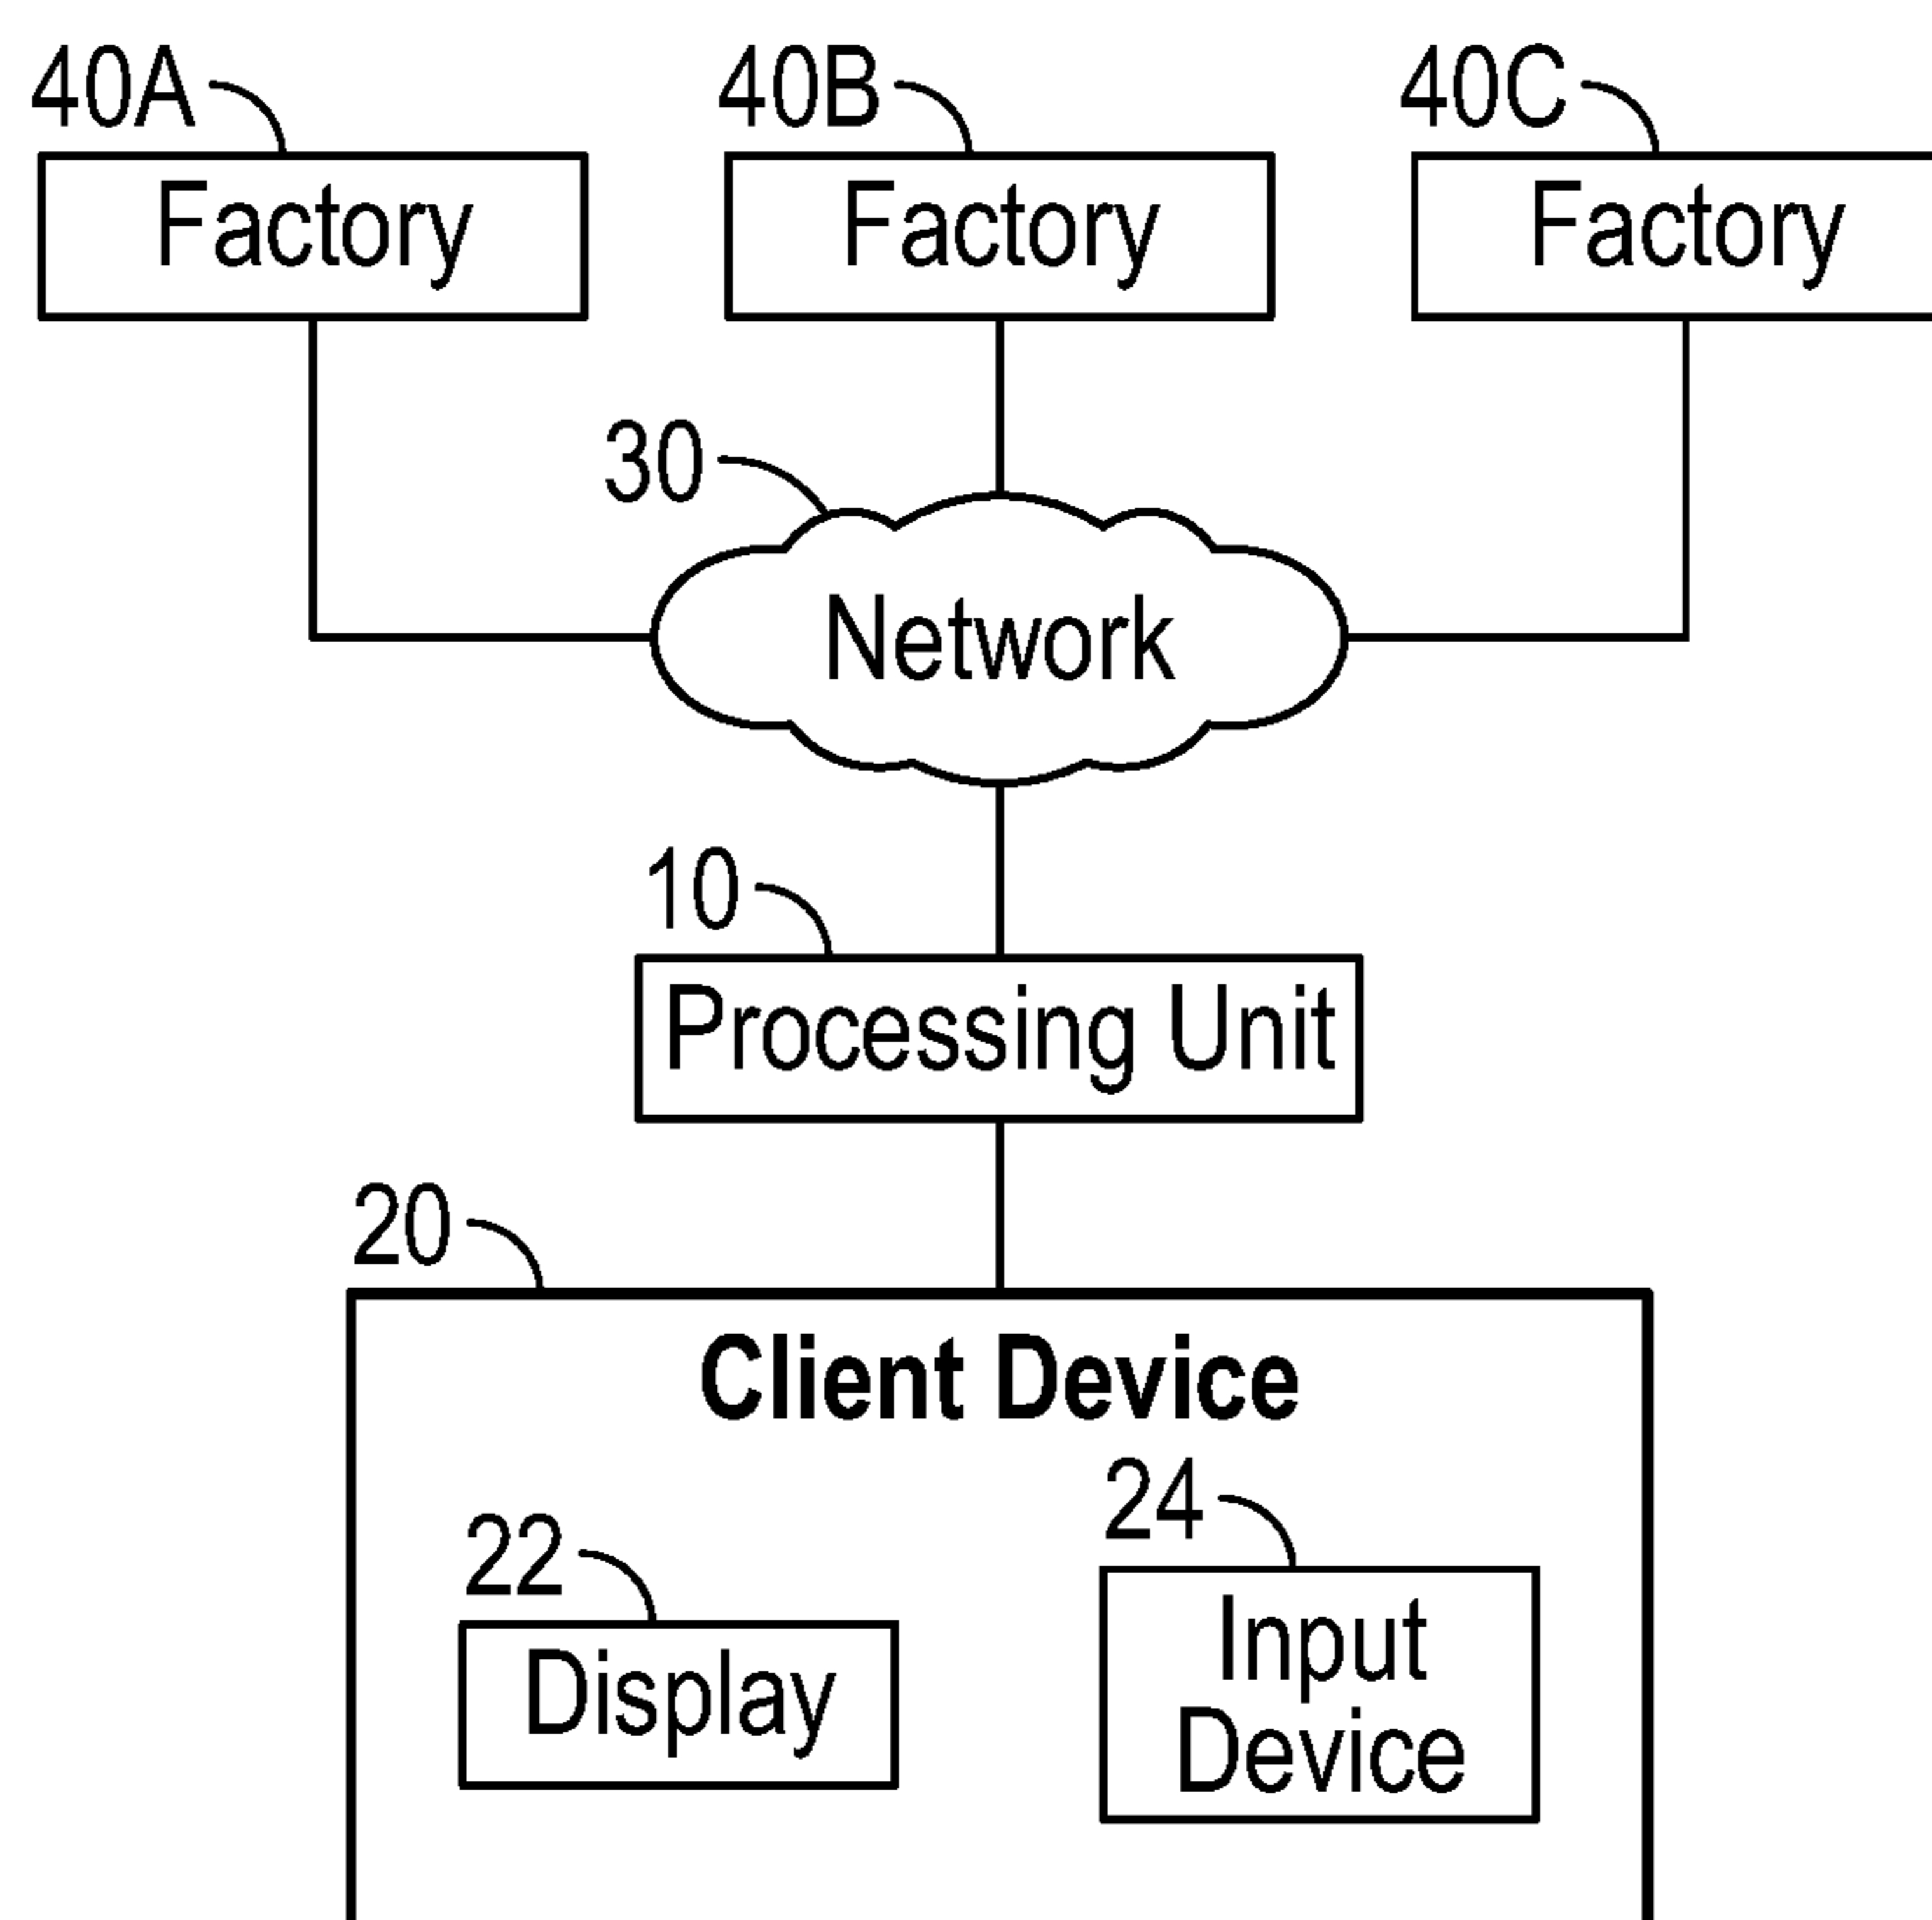 40A
40B
40C
Factory
Factory
Factory
30
Network
10
Processing Unit
20
Client Device
24
22
Input
Display
Device